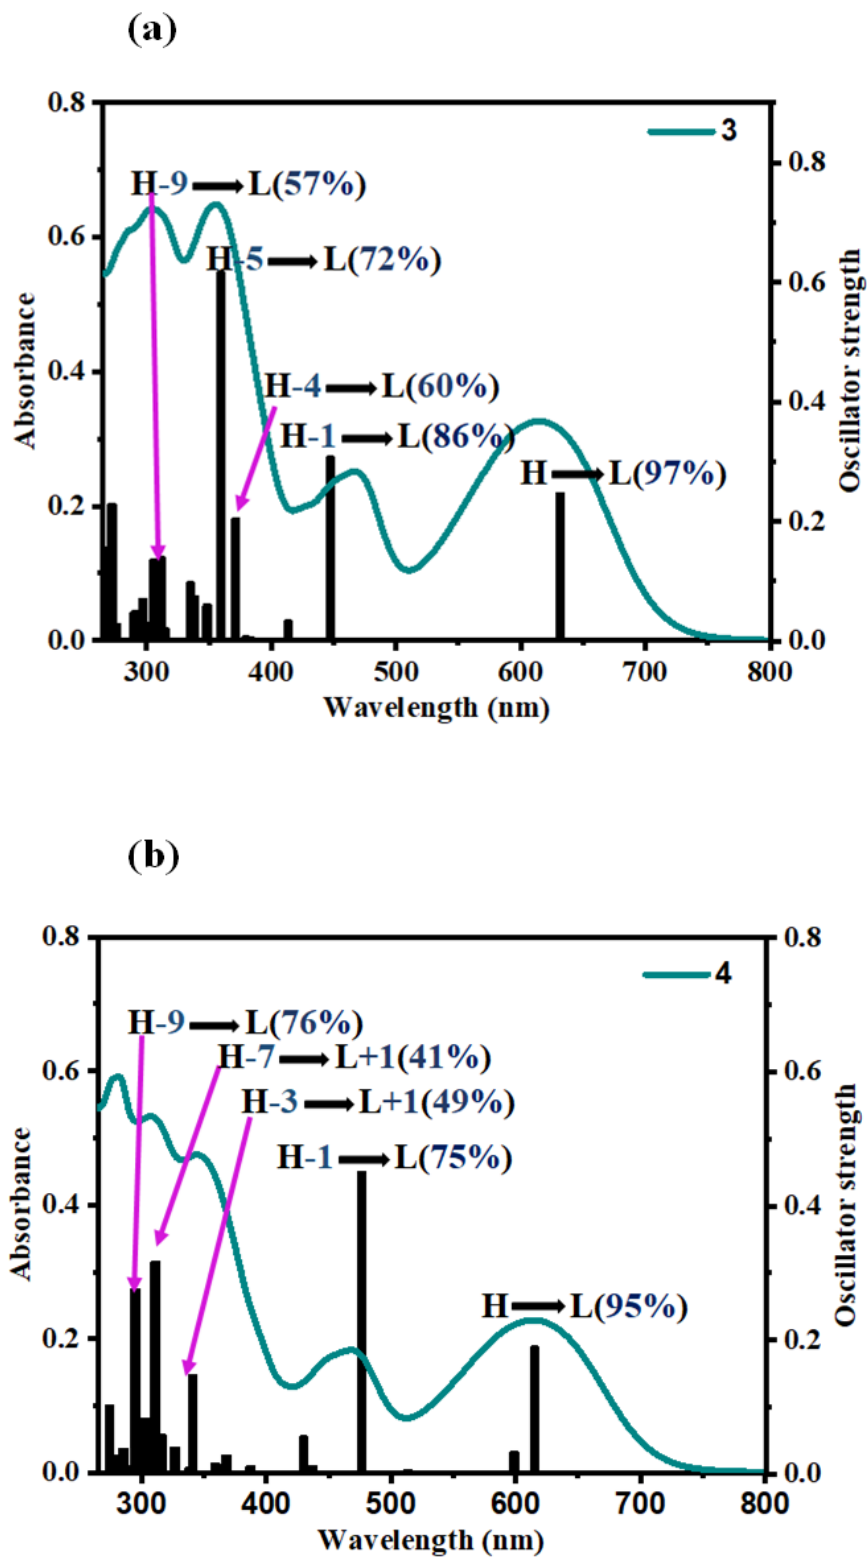 (a)
3
H-9 → L(57%)
H-5 → L(72%)
H-4 → L(60%)
H-1 → L(86%)
H → L(97%)
Absorbance
0.8
0.6
0.4
0.2
0.0
Oscillator strength
0.8
0.6
0.4
0.2
0.0
300 400 500 600 700 800
Wavelength (nm)
(b)
4
H-9 → L(76%)
H-7 → L+1(41%)
H-3 → L+1(49%)
H-1 → L(75%)
H → L(95%)
Absorbance
0.8
0.6
0.4
0.2
0.0
Oscillator strength
0.8
0.6
0.4
0.2
0.0
300 400 500 600 700 800
Wavelength (nm)